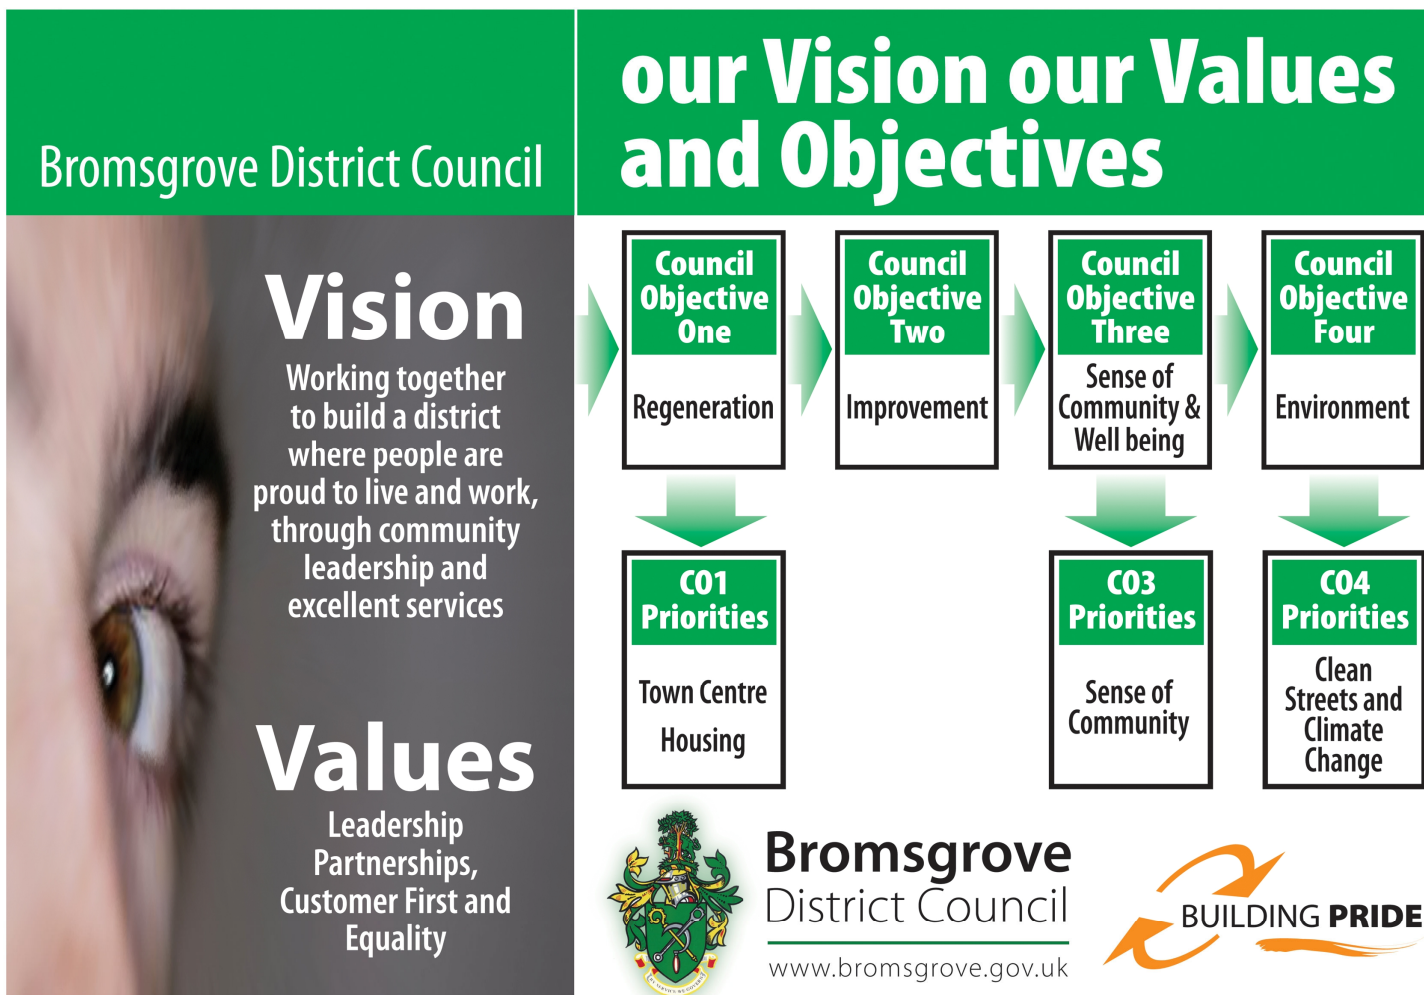 Bromsgrove District Council
our Vision our Values
and Objectives
Vision
Working together
to build a district
where people are
proud to live and work,
through community
leadership and
excellent services
Values
Leadership
Partnerships,
Customer First and
Equality
Council
Objective
One
Regeneration
Council
Objective
Two
Improvement
Council
Objective
Three
Sense of
Community &
Well being
Council
Objective
Four
Environment
CO1
Priorities
Town Centre
Housing
CO3
Priorities
Sense of
Community
CO4
Priorities
Clean
Streets and
Climate
Change
Bromsgrove
District Council
www.bromsgrove.gov.uk
BUILDING PRIDE